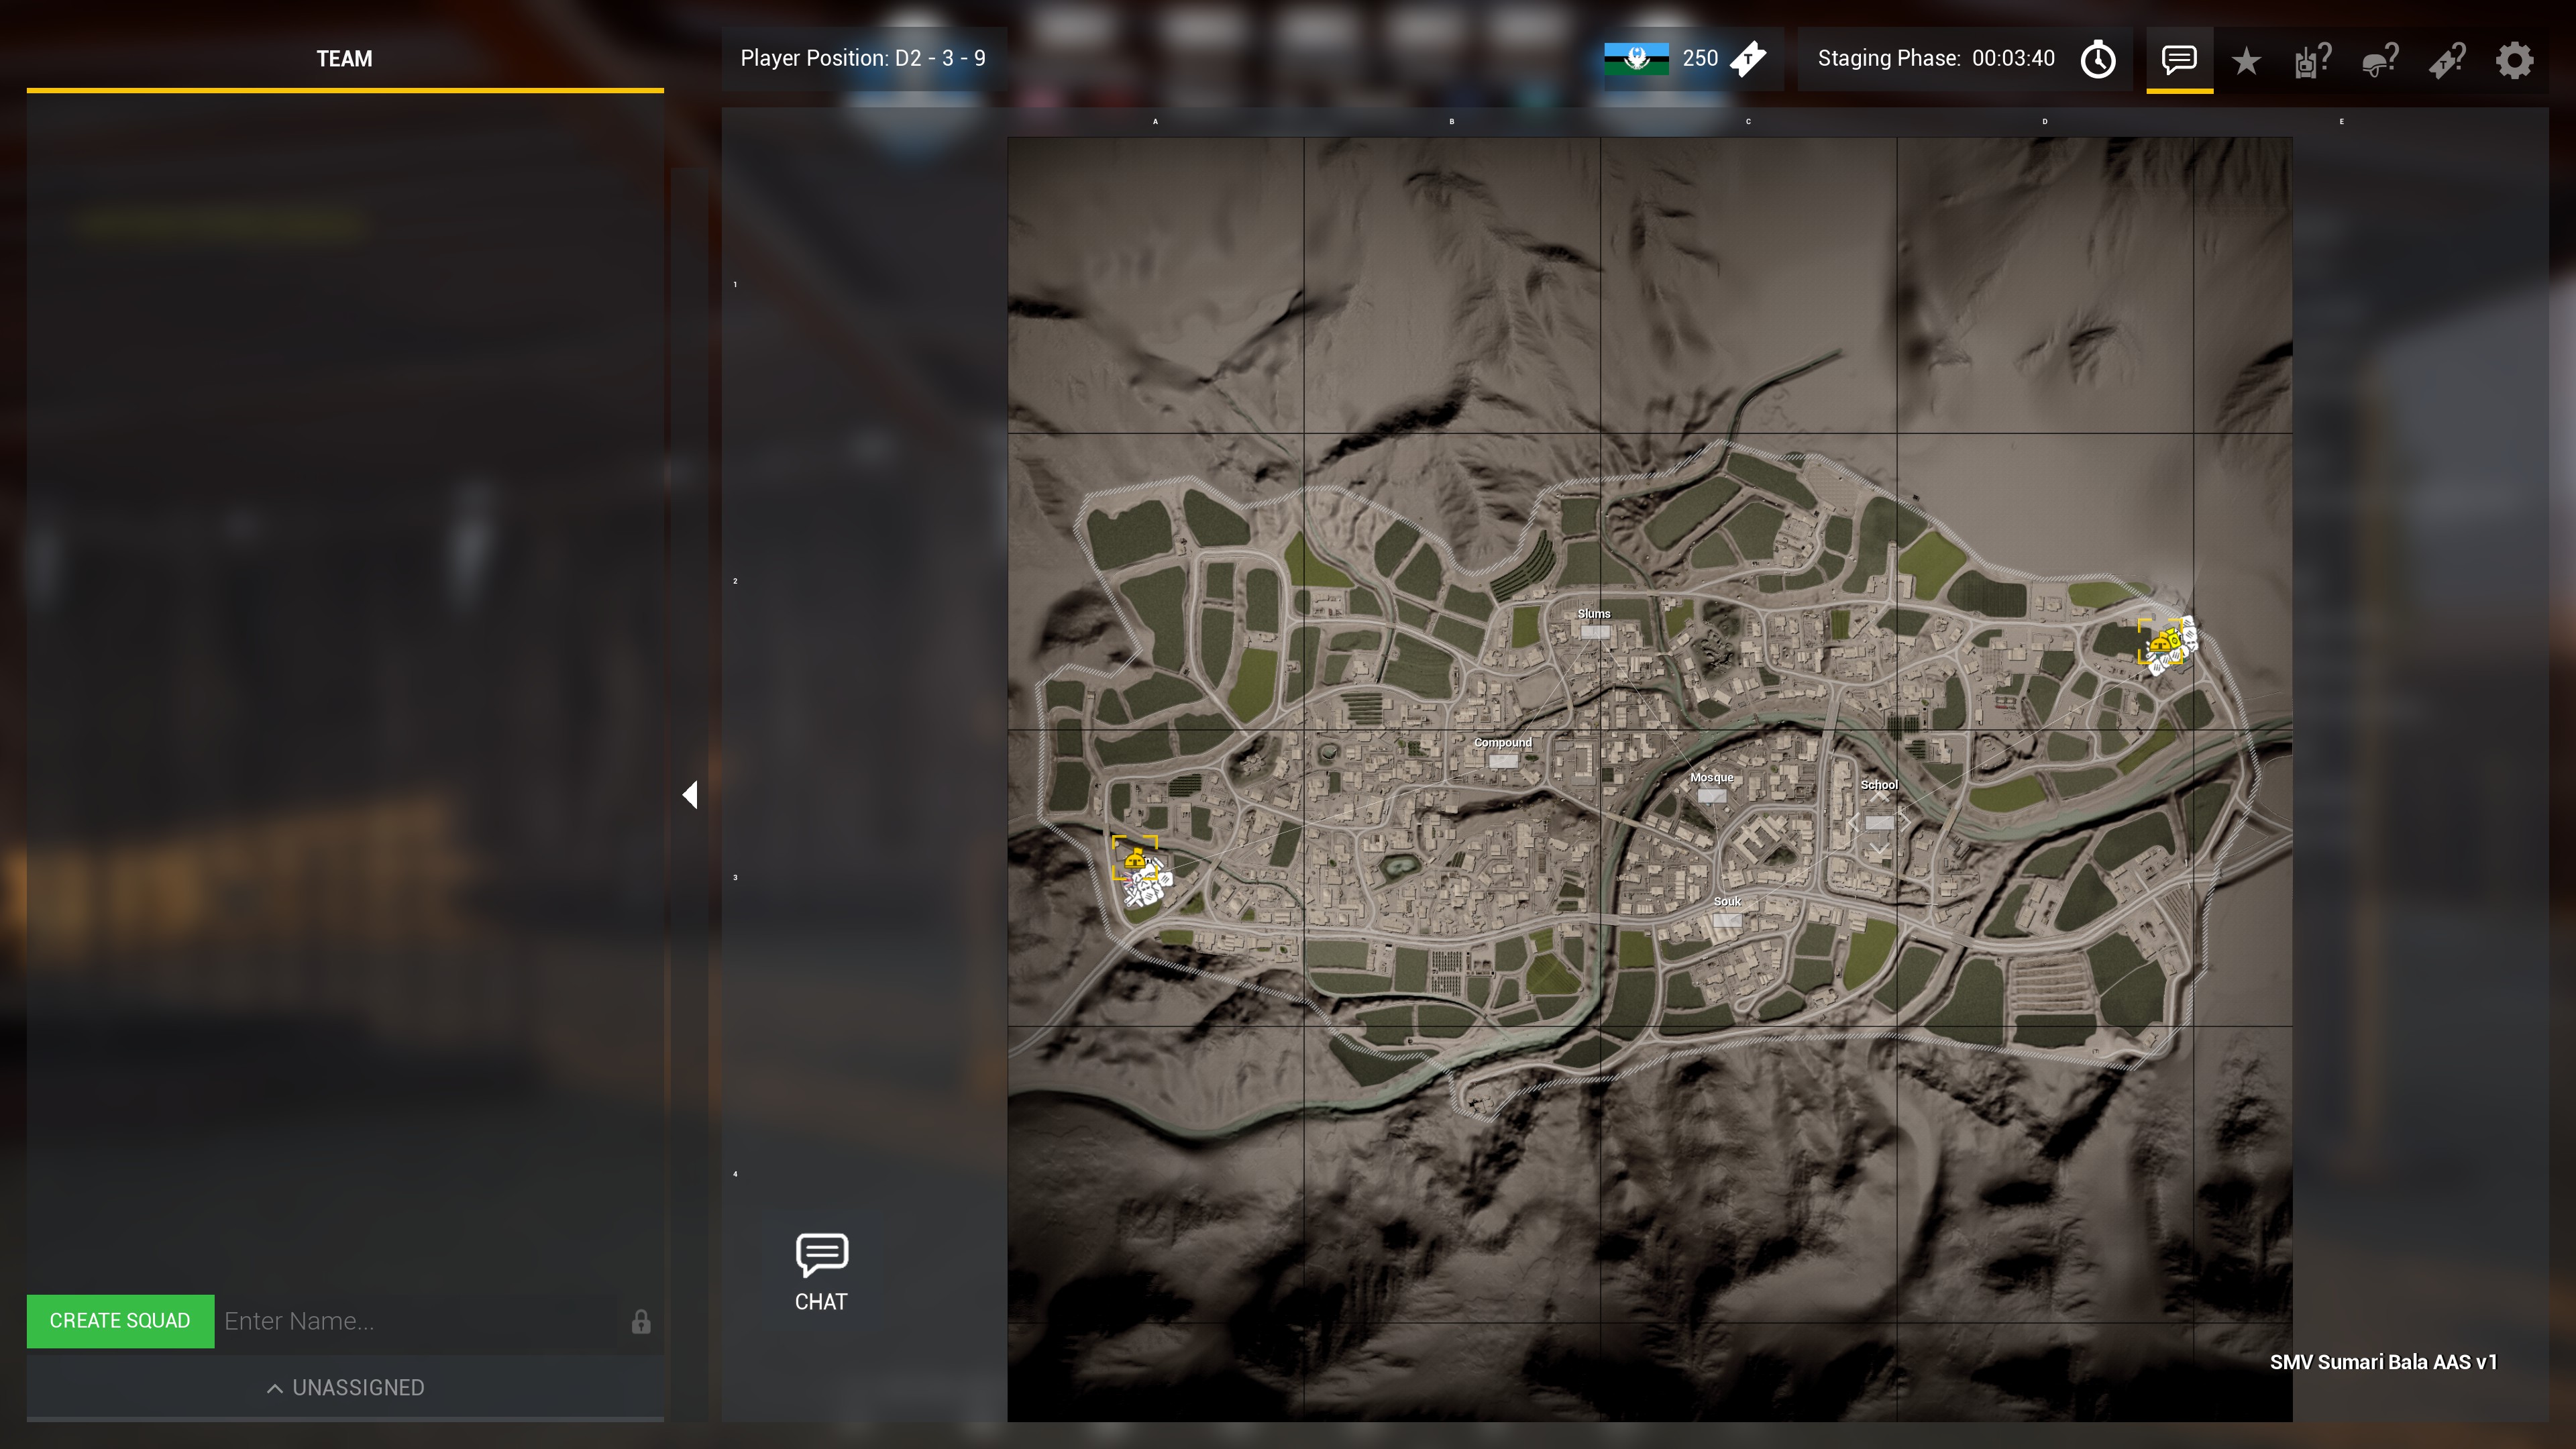 TEAM
Player Position: D2 - 3 - 9
250
Staging Phase: 00:03:40
A
B
C
D
E
1
2
3
4
Slums
Compound
Mosque
School
Souk
CHAT
CREATE SQUAD
Enter Name...
UNASSIGNED
SMV Sumari Bala AAS v1